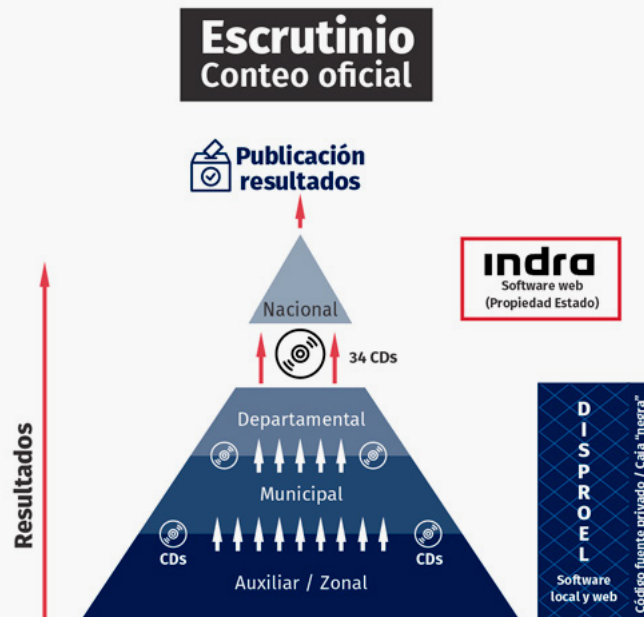 Escrutinio
Conteo oficial
Publicación
resultados
Nacional
34 CDs
indra
Software web
(Propiedad Estado)
Resultados
Departamental
Municipal
CDs
CDs
Auxiliar / Zonal
DISPROEL
Software
local y web
Código fuente privado / Caja "negra"